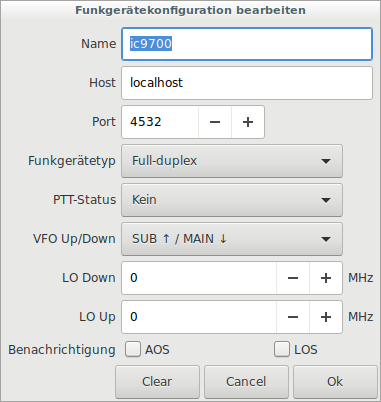 Funkgerätekonfiguration bearbeiten
Name ic9700
Host localhost
Port 4532 − +
Funkgerätetyp Full-duplex
PTT-Status Kein
VFO Up/Down SUB ↑ / MAIN ↓
LO Down 0 − + MHz
LO Up 0 − + MHz
Benachrichtigung AOS LOS
Clear Cancel Ok